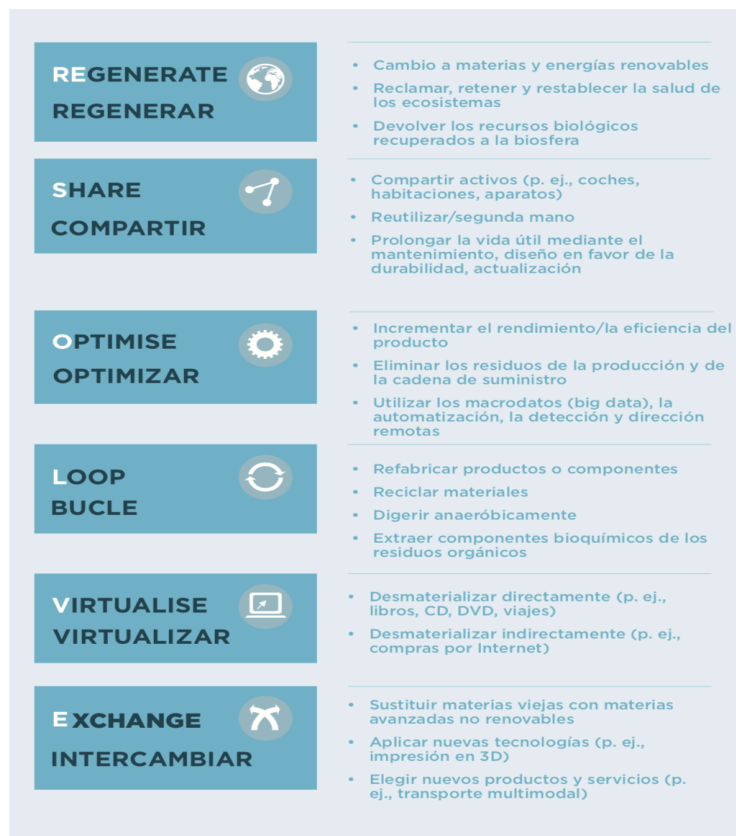 REGENERATE
REGENERAR
• Cambio a materias y energías renovables
• Reclamar, retener y restablecer la salud de
los ecosistemas
• Devolver los recursos biológicos
recuperados a la biosfera
SHARE
COMPARTIR
• Compartir activos (p. ej., coches,
habitaciones, aparatos)
• Reutilizar/segunda mano
• Prolongar la vida útil mediante el
mantenimiento, diseño en favor de la
durabilidad, actualización
OPTIMISE
OPTIMIZAR
• Incrementar el rendimiento/la eficiencia del
producto
• Eliminar los residuos de la producción y de
la cadena de suministro
• Utilizar los macrodatos (big data), la
automatización, la detección y dirección
remotas
LOOP
BUCLE
• Refabricar productos o componentes
• Reciclar materiales
• Digerir anaeróbicamente
• Extraer componentes bioquímicos de los
residuos orgánicos
VIRTUALISE
VIRTUALIZAR
• Desmaterializar directamente (p. ej.,
libros, CD, DVD, viajes)
• Desmaterializar indirectamente (p. ej.,
compras por Internet)
EXCHANGE
INTERCAMBIAR
• Sustituir materias viejas con materias
avanzadas no renovables
• Aplicar nuevas tecnologías (p. ej.,
impresión en 3D)
• Elegir nuevos productos y servicios (p.
ej., transporte multimodal)